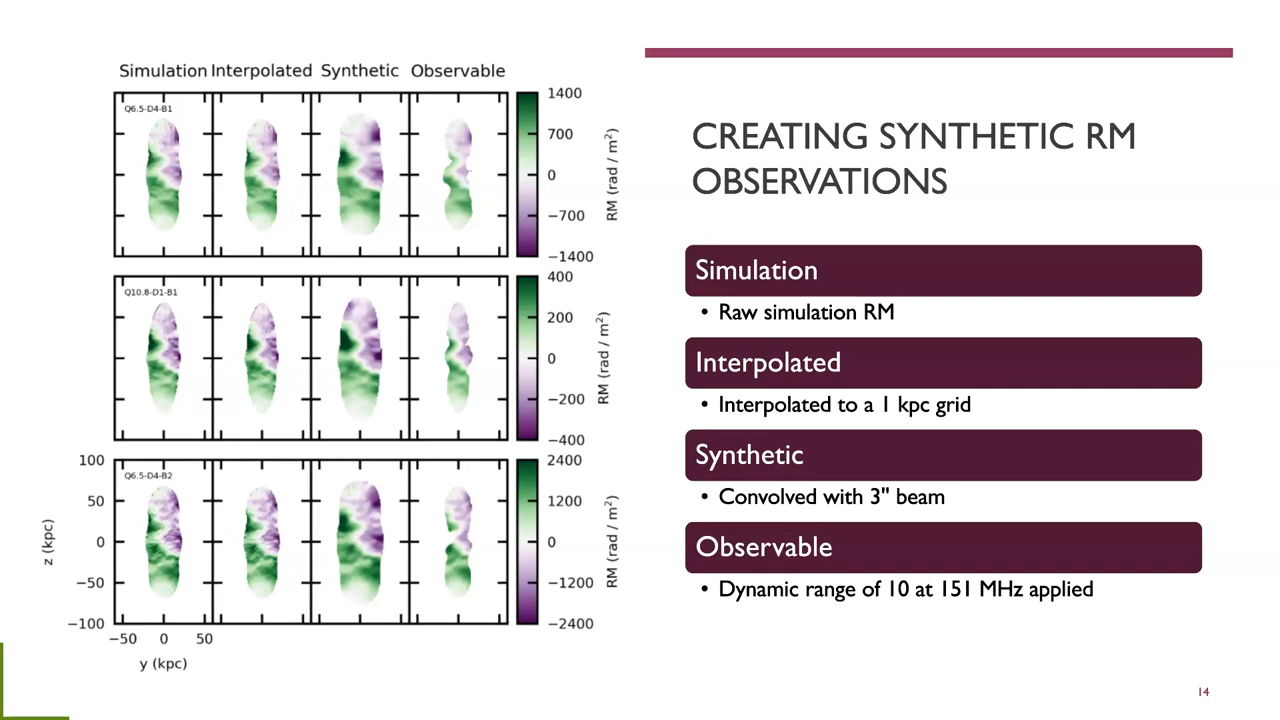 Simulation Interpolated Synthetic Observable
Q6.5-D4-B1
1400
700
0
−700
−1400
RM (rad / m²)
Q10.8-D1-B1
400
200
0
−200
−400
RM (rad / m²)
Q6.5-D4-B2
100
50
0
−50
−100
z (kpc)
−50 0 50
y (kpc)
2400
1200
0
−1200
−2400
RM (rad / m²)
CREATING SYNTHETIC RM
OBSERVATIONS
Simulation
• Raw simulation RM
Interpolated
• Interpolated to a 1 kpc grid
Synthetic
• Convolved with 3" beam
Observable
• Dynamic range of 10 at 151 MHz applied
14